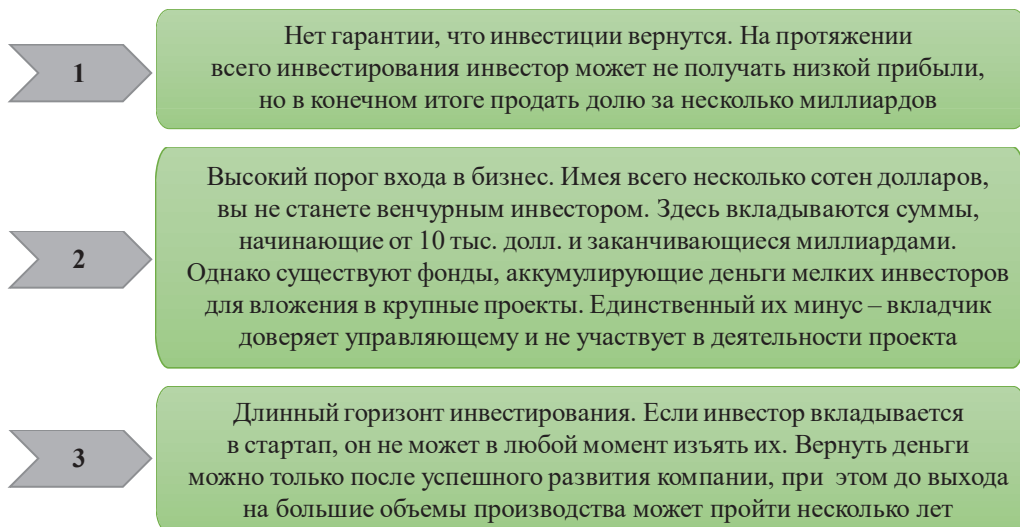 1
Нет гарантии, что инвестиции вернутся. На протяжении
всего инвестирования инвестор может не получать низкой прибыли,
но в конечном итоге продать долю за несколько миллиардов
2
Высокий порог входа в бизнес. Имея всего несколько сотен долларов,
вы не станете венчурным инвестором. Здесь вкладываются суммы,
начинающие от 10 тыс. долл. и заканчивающиеся миллиардами.
Однако существуют фонды, аккумулирующие деньги мелких инвесторов
для вложения в крупные проекты. Единственный их минус – вкладчик
доверяет управляющему и не участвует в деятельности проекта
3
Длинный горизонт инвестирования. Если инвестор вкладывается
в стартап, он не может в любой момент изъять их. Вернуть деньги
можно только после успешного развития компании, при этом до выхода
на большие объемы производства может пройти несколько лет